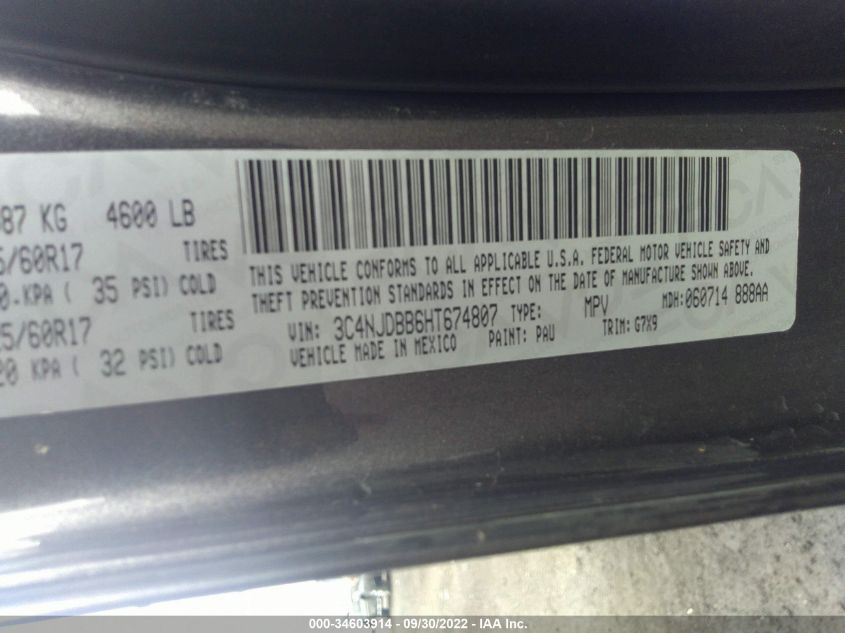 87 KG 4600 LB
/60R17 TIRES
KPA ( 35 PSI) COLD
5/60R17 TIRES
20 KPA ( 32 PSI) COLD
THIS VEHICLE CONFORMS TO ALL APPLICABLE U.S.A. FEDERAL MOTOR VEHICLE SAFETY AND
THEFT PREVENTION STANDARDS IN EFFECT ON THE DATE OF MANUFACTURE SHOWN ABOVE.
VIN: 3C4NJDBB6HT674807 TYPE: MPV MDH:060714 888AA
VEHICLE MADE IN MEXICO PAINT: PAU TRIM: G7X9
000-34603914 - 09/30/2022 - IAA Inc.